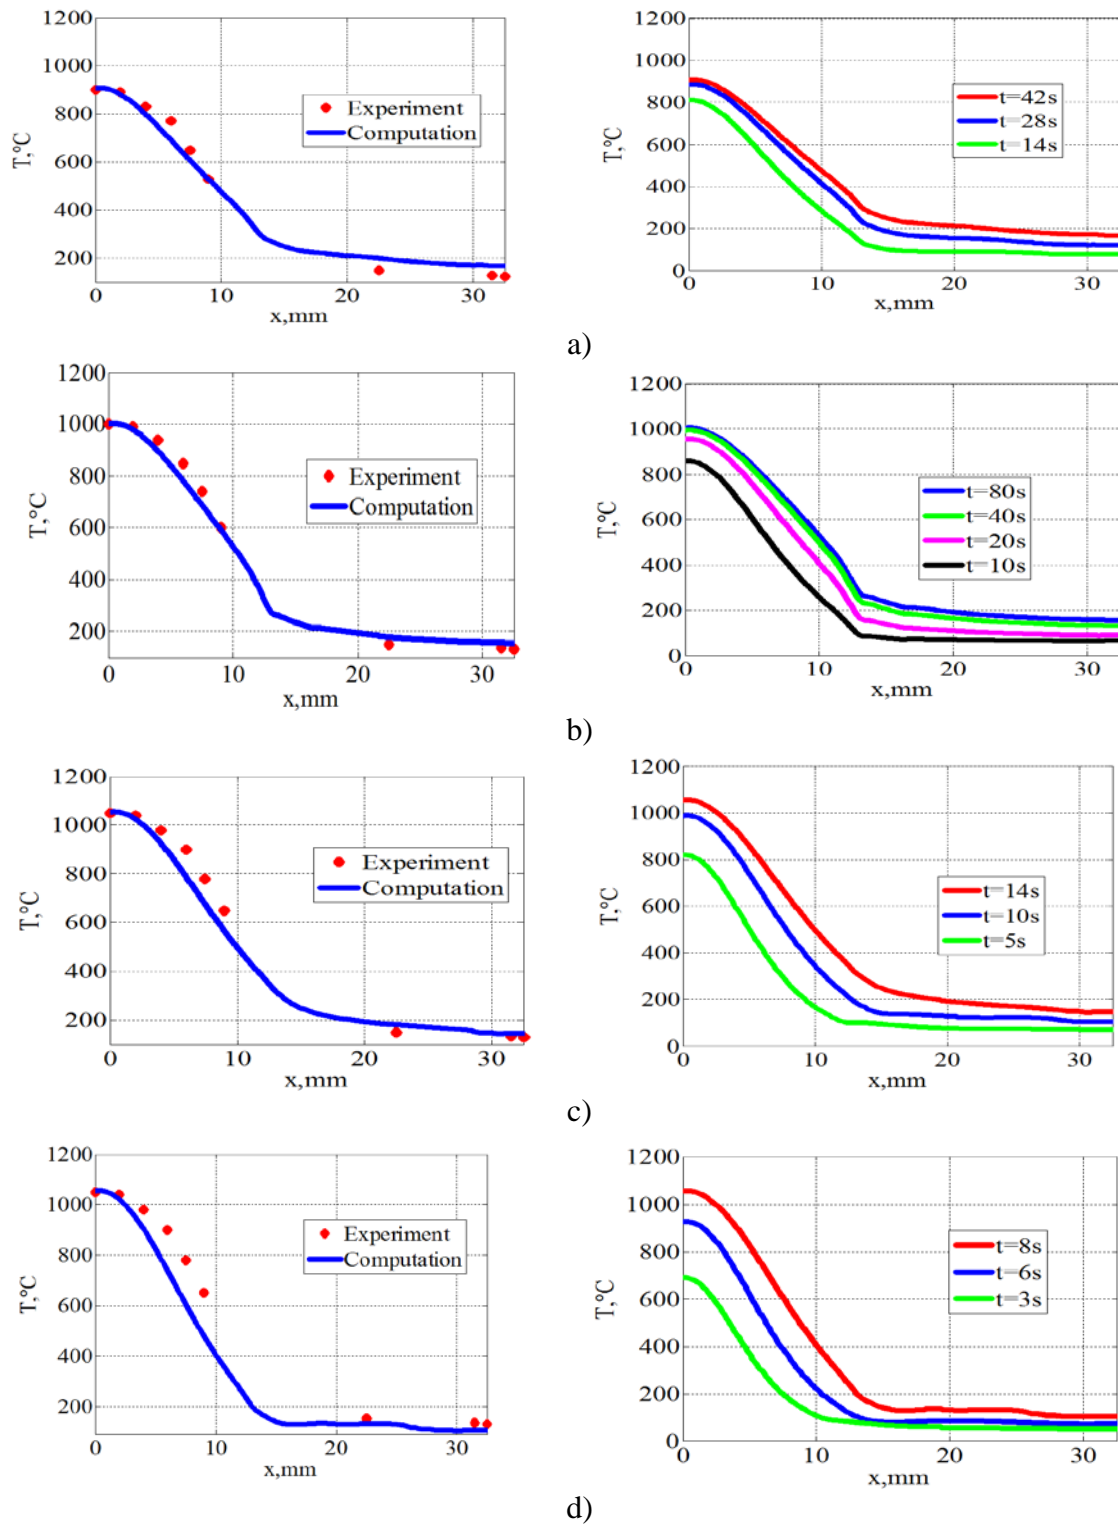 1200
1000
800
600
400
200
T,°C
0 10 20 30
x,mm
Experiment
Computation
1200
1000
800
600
400
200
0
T,°C
0 10 20 30
x,mm
t=42s
t=28s
t=14s
a)
1200
1000
800
600
400
200
T,°C
0 10 20 30
x,mm
Experiment
Computation
1200
1000
800
600
400
200
0
T,°C
0 10 20 30
x,mm
t=80s
t=40s
t=20s
t=10s
b)
1200
1000
800
600
400
200
T,°C
0 10 20 30
x,mm
Experiment
Computation
1200
1000
800
600
400
200
0
T,°C
0 10 20 30
x,mm
t=14s
t=10s
t=5s
c)
1200
1000
800
600
400
200
T,°C
0 10 20 30
x,mm
Experiment
Computation
1200
1000
800
600
400
200
0
T,°C
0 10 20 30
x,mm
t=8s
t=6s
t=3s
d)